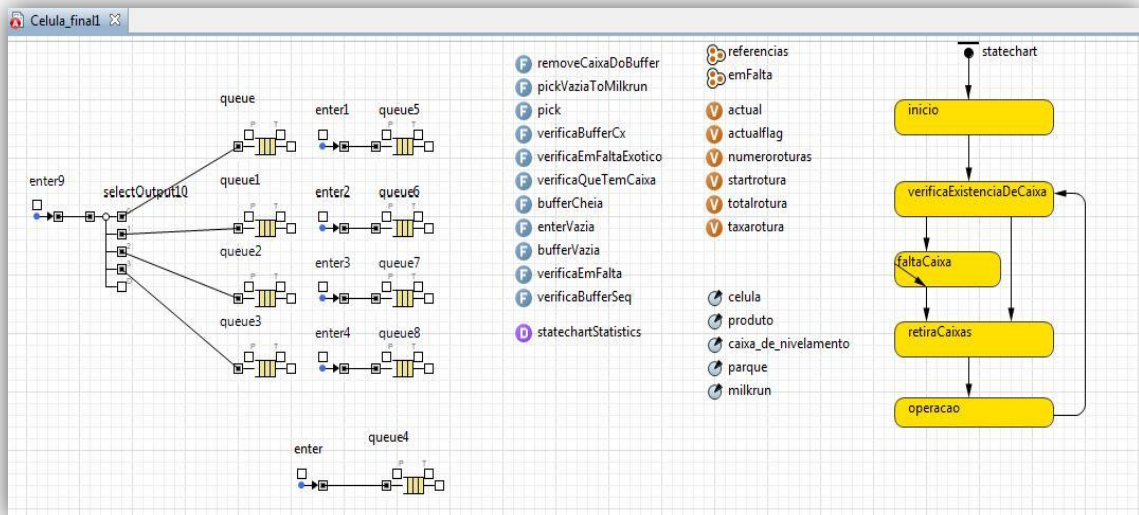 Celula_final1
enter9
selectOutput10
queue
queue1
queue2
queue3
enter1
queue5
enter2
queue6
enter3
queue7
enter4
queue8
enter
queue4
removeCaixaDoBuffer
pickVaziaToMilkrun
pick
verificaBufferCx
verificaEmFaltaExotico
verificaQueTemCaixa
bufferCheia
enterVazia
bufferVazia
verificaEmFalta
verificaBufferSeq
statechartStatistics
referencias
emFalta
actual
actualflag
numeroroturas
startrotura
totalrotura
taxarotura
celula
produto
caixa_de_nivelamento
parque
milkrun
statechart
inicio
verificaExistenciaDeCaixa
faltaCaixa
retiraCaixas
operacao